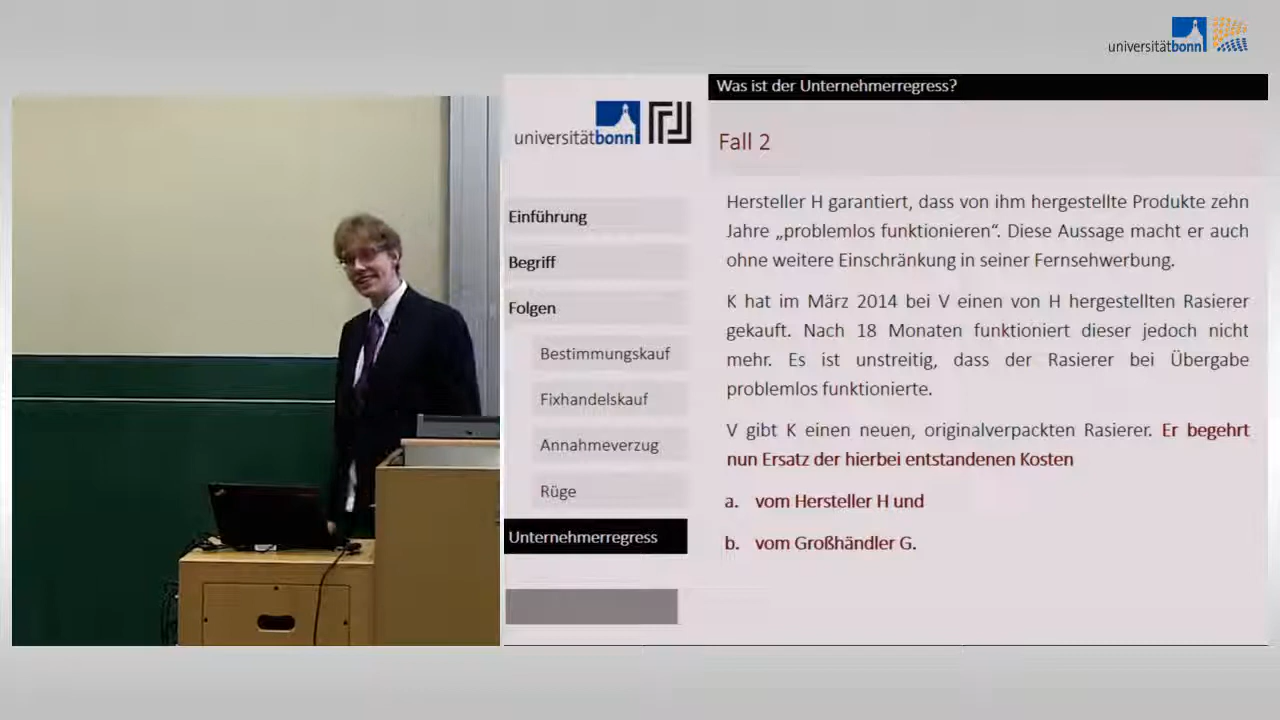 universitätbonn
Was ist der Unternehmerregress?
universitätbonn
Fall 2
Einführung
Begriff
Folgen
Bestimmungskauf
Fixhandelskauf
Annahmeverzug
Rüge
Unternehmerregress
Hersteller H garantiert, dass von ihm hergestellte Produkte zehn
Jahre „problemlos funktionieren“. Diese Aussage macht er auch
ohne weitere Einschränkung in seiner Fernsehwerbung.
K hat im März 2014 bei V einen von H hergestellten Rasierer
gekauft. Nach 18 Monaten funktioniert dieser jedoch nicht
mehr. Es ist unstreitig, dass der Rasierer bei Übergabe
problemlos funktionierte.
V gibt K einen neuen, originalverpackten Rasierer. Er begehrt
nun Ersatz der hierbei entstandenen Kosten
a. vom Hersteller H und
b. vom Großhändler G.